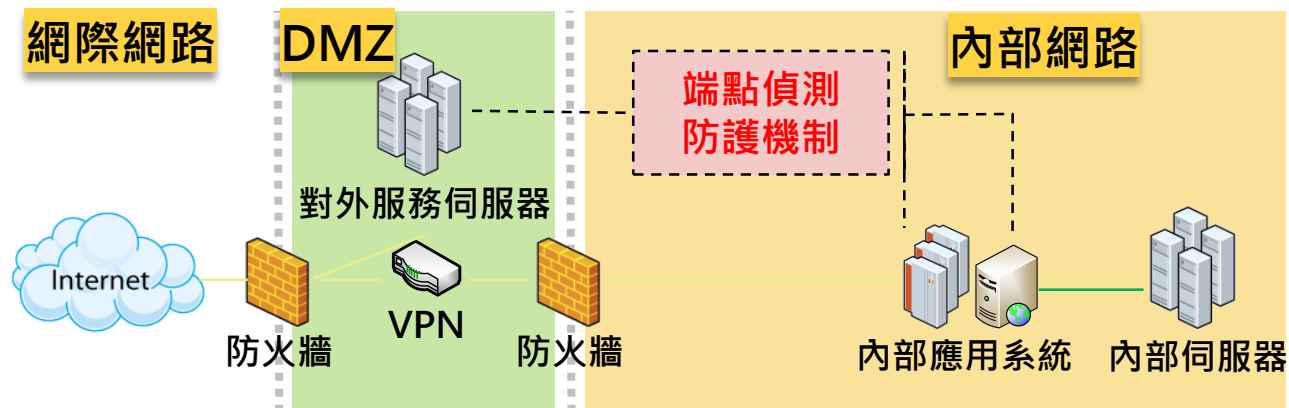 網際網路
DMZ
內部網路
端點偵測
防護機制
對外服務伺服器
Internet
VPN
防火牆
防火牆
內部應用系統
內部伺服器